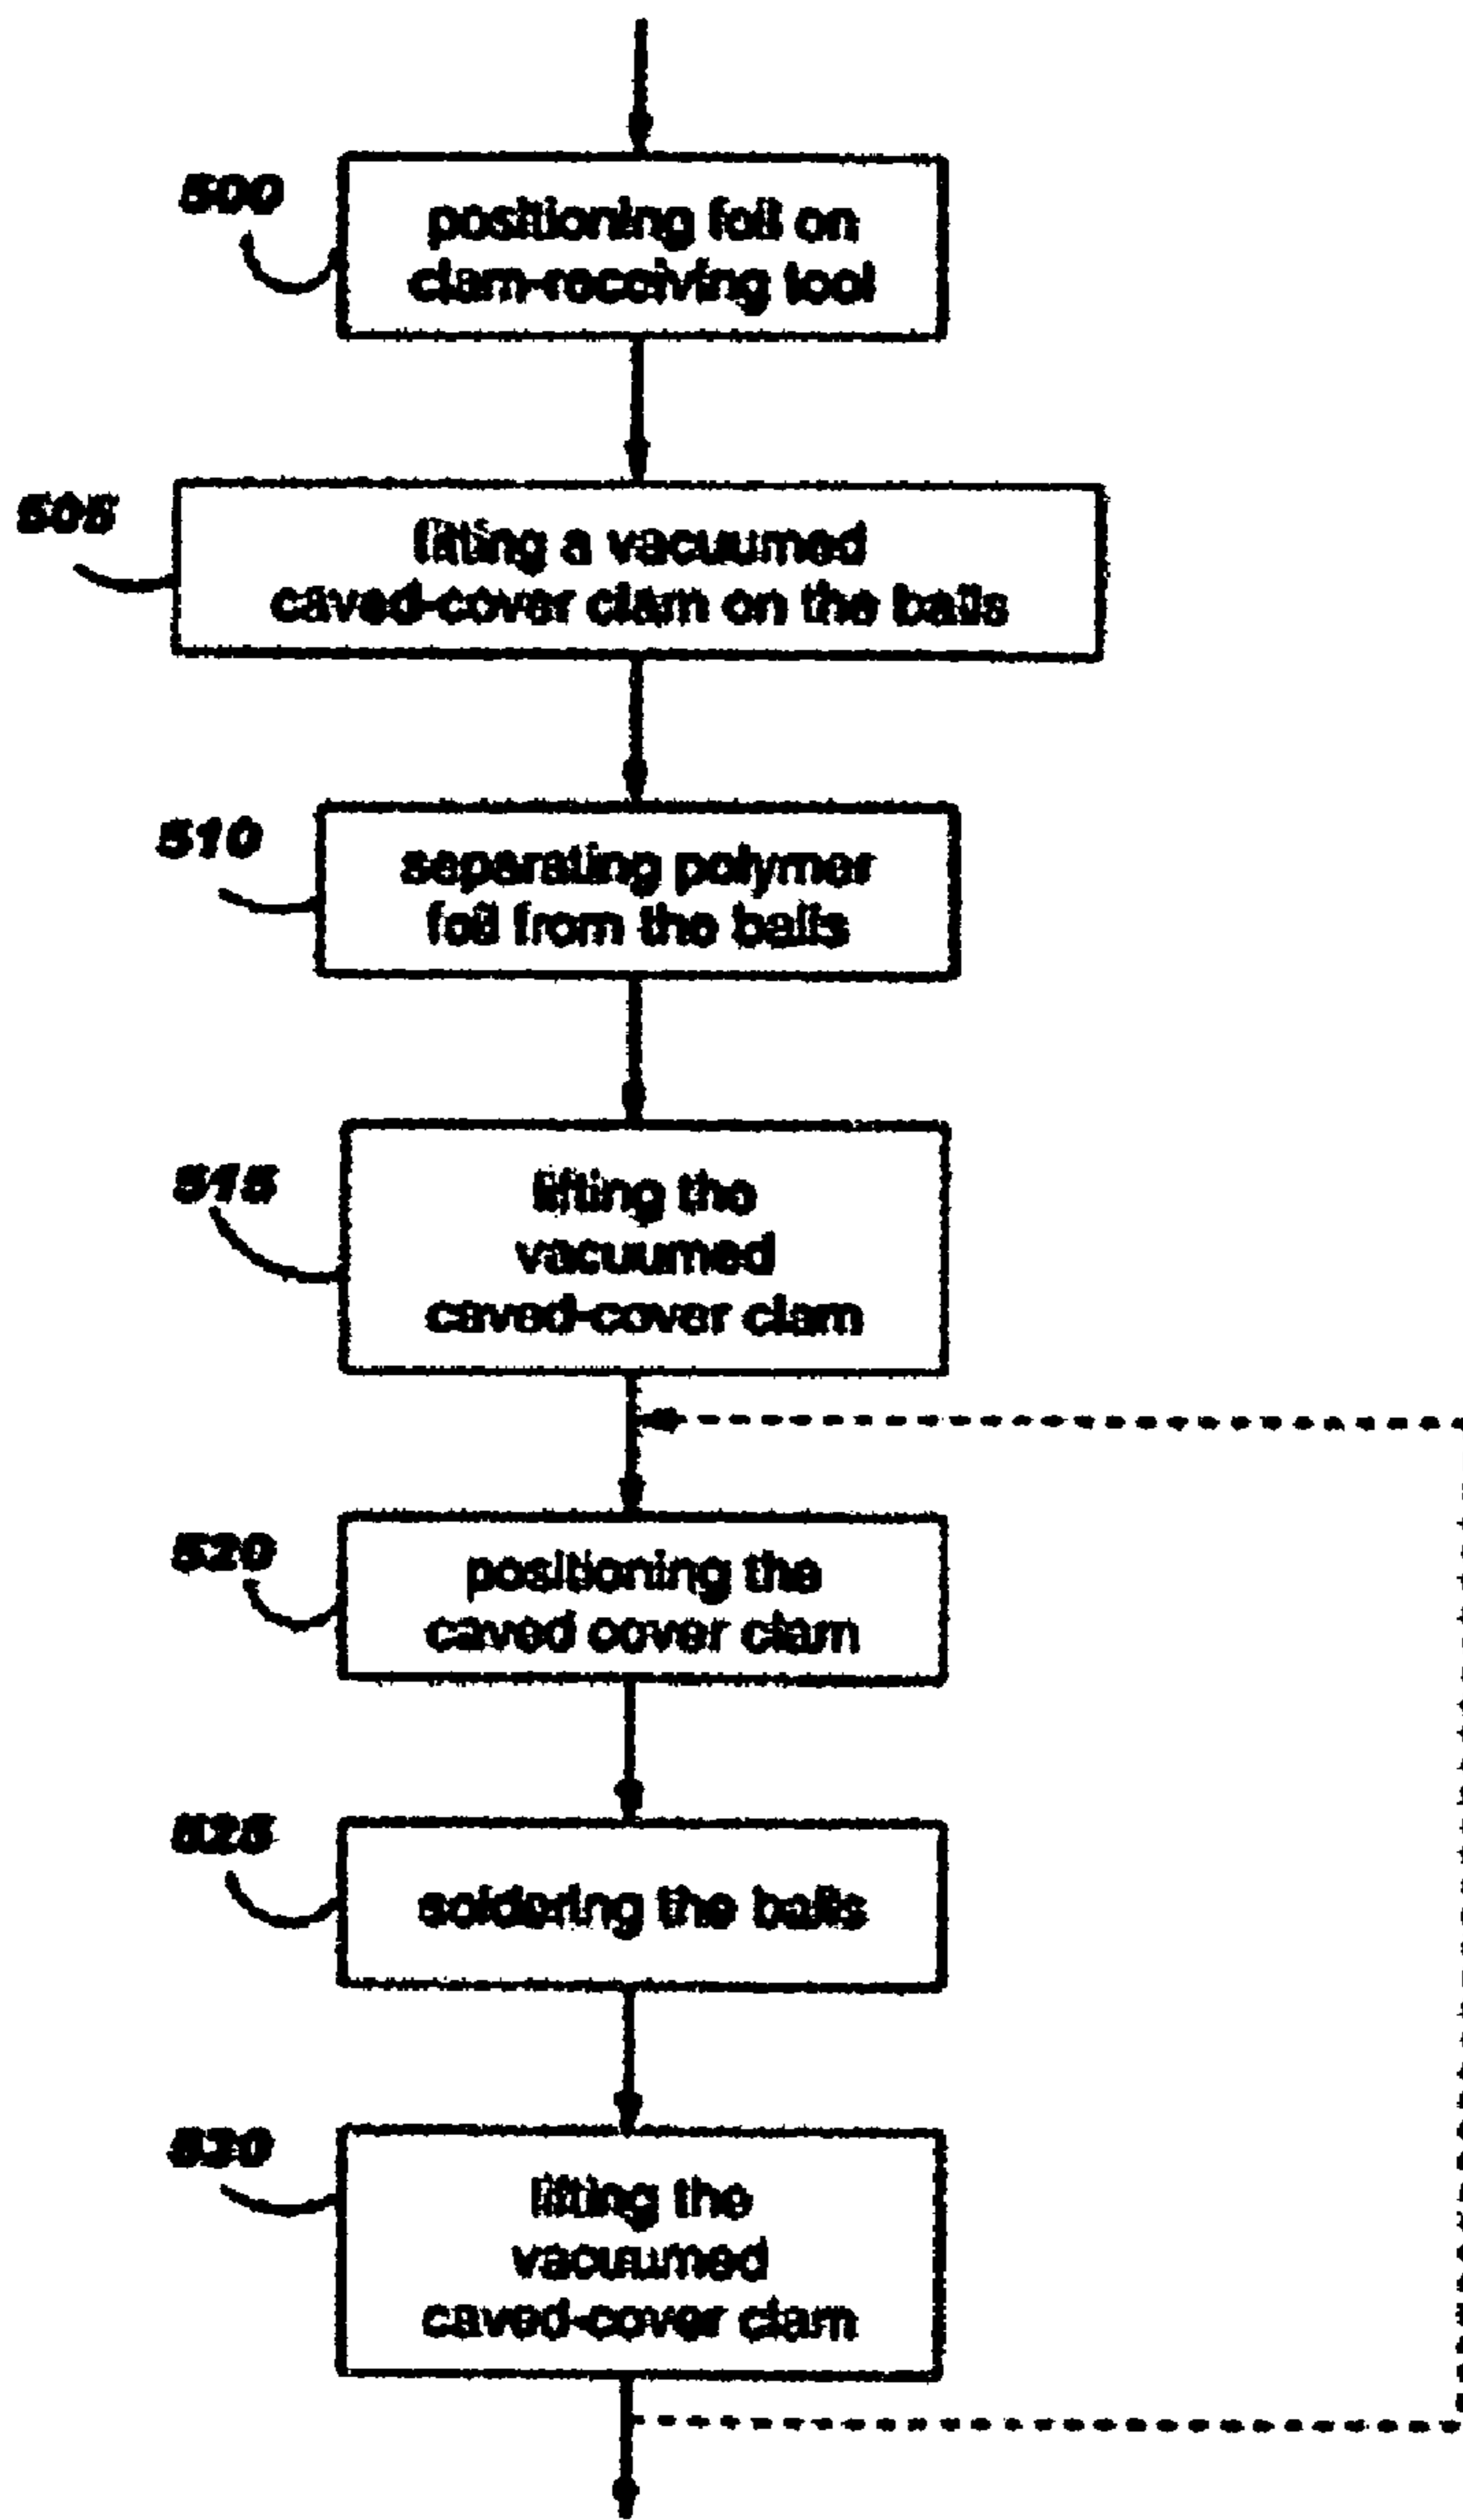 500
positioning foil on
clam-receiving tool
505
lifting a vacuumed
caved-cover clam on the balls
510
separating polymer
foil from the balls
515
lifting the
vacuumed
caved-cover clam
520
positioning the
caved cover clam
525
colouring the balls
530
lifting the
vacuumed
caved-cover clam